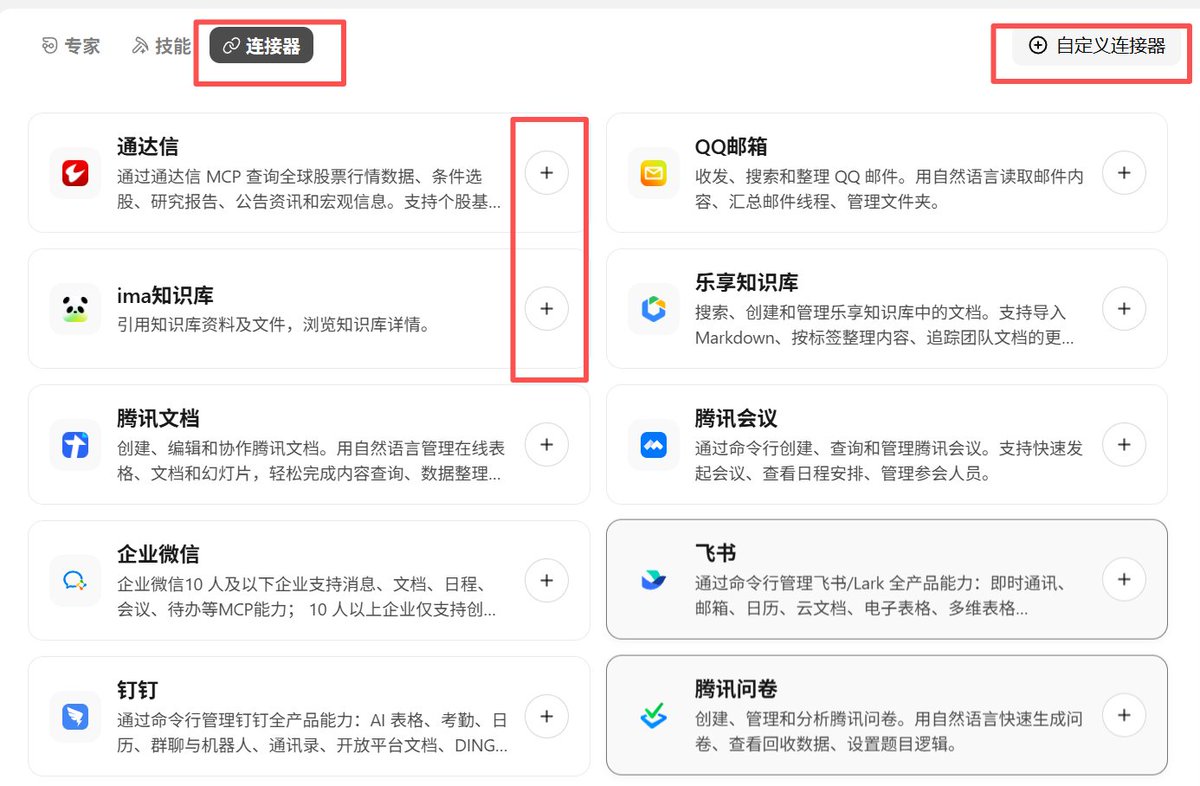 专家
技能
连接器
自定义连接器
通达信
通过通达信 MCP 查询全球股票行情数据、条件选
股、研究报告、公告资讯和宏观信息。支持个股基...
QQ邮箱
收发、搜索和整理 QQ 邮件。用自然语言读取邮件内
容、汇总邮件线程、管理文件夹。
ima知识库
引用知识库资料及文件，浏览知识库详情。
乐享知识库
搜索、创建和管理乐享知识库中的文档。支持导入
Markdown、按标签整理内容、追踪团队文档的更...
腾讯文档
创建、编辑和协作腾讯文档。用自然语言管理在线表
格、文档和幻灯片，轻松完成内容查询、数据整理...
腾讯会议
通过命令行创建、查询和管理腾讯会议。支持快速发
起会议、查看日程安排、管理参会人员。
企业微信
企业微信10 人及以下企业支持消息、文档、日程、
会议、待办等MCP能力； 10 人以上企业仅支持创...
飞书
通过命令行管理飞书/Lark 全产品能力：即时通讯、
邮箱、日历、云文档、电子表格、多维表格...
钉钉
通过命令行管理钉钉全产品能力：AI 表格、考勤、日
历、群聊与机器人、通讯录、开放平台文档、DING...
腾讯问卷
创建、管理和分析腾讯问卷。用自然语言快速生成问
卷、查看回收数据、设置题目逻辑。